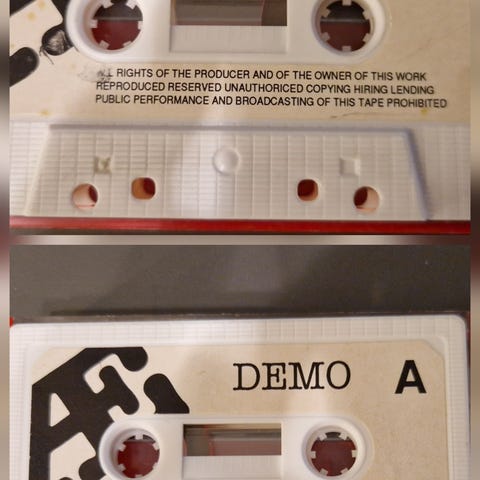 ALL RIGHTS OF THE PRODUCER AND OF THE OWNER OF THIS WORK
REPRODUCED RESERVED UNAUTHORICED COPYING HIRING LENDING
PUBLIC PERFORMANCE AND BROADCASTING OF THIS TAPE PROHIBITED
DEMO A